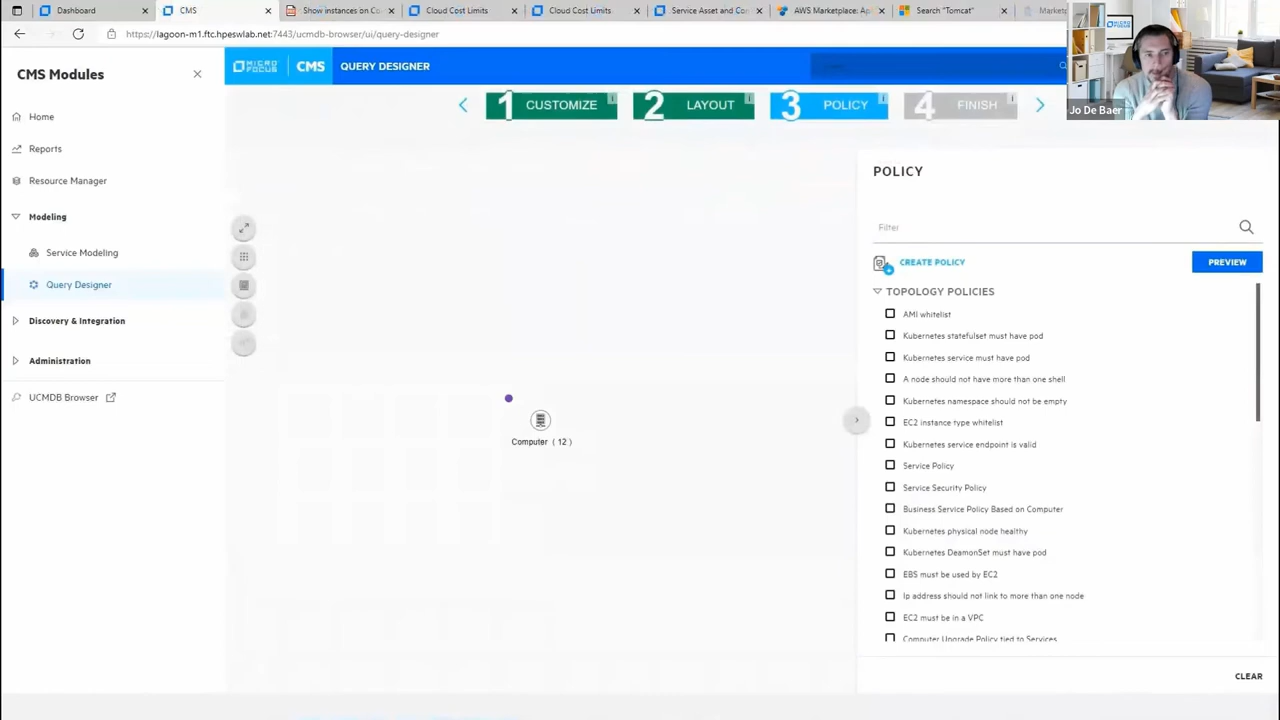 Dashboard
CMS
Show instances on Co
Cloud Cost Limits
Cloud Cost Limits
Service Asset and Co
AWS Marketplace: Ap
Search "Tomcat"
Marketp
https://lagoon-m1.ftc.hpeswlab.net:7443/ucmdb-browser/ui/query-designer
CMS Modules
MICRO FOCUS
CMS
QUERY DESIGNER
1 CUSTOMIZE
2 LAYOUT
3 POLICY
4 FINISH
Jo De Baer
Home
Reports
Resource Manager
Modeling
Service Modeling
Query Designer
Discovery & Integration
Administration
UCMDB Browser
Computer ( 12 )
POLICY
Filter
CREATE POLICY
PREVIEW
TOPOLOGY POLICIES
AMI whitelist
Kubernetes statefulset must have pod
Kubernetes service must have pod
A node should not have more than one shell
Kubernetes namespace should not be empty
EC2 instance type whitelist
Kubernetes service endpoint is valid
Service Policy
Service Security Policy
Business Service Policy Based on Computer
Kubernetes physical node healthy
Kubernetes DeamonSet must have pod
EBS must be used by EC2
Ip address should not link to more than one node
EC2 must be in a VPC
Computer Upgrade Policy tied to Services
CLEAR